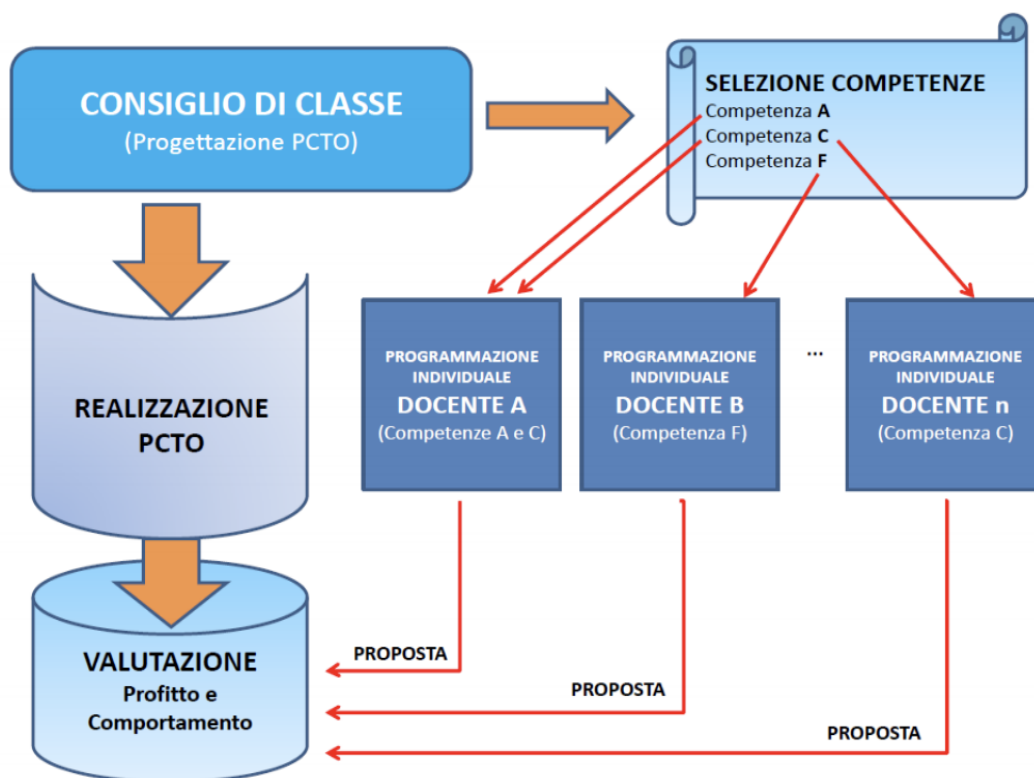 CONSIGLIO DI CLASSE
(Progettazione PCTO)
SELEZIONE COMPETENZE
Competenza A
Competenza C
Competenza F
REALIZZAZIONE
PCTO
PROGRAMMAZIONE
INDIVIDUALE
DOCENTE A
(Competenze A e C)
PROGRAMMAZIONE
INDIVIDUALE
DOCENTE B
(Competenza F)
...
PROGRAMMAZIONE
INDIVIDUALE
DOCENTE n
(Competenza C)
VALUTAZIONE
Profitto e
Comportamento
PROPOSTA
PROPOSTA
PROPOSTA